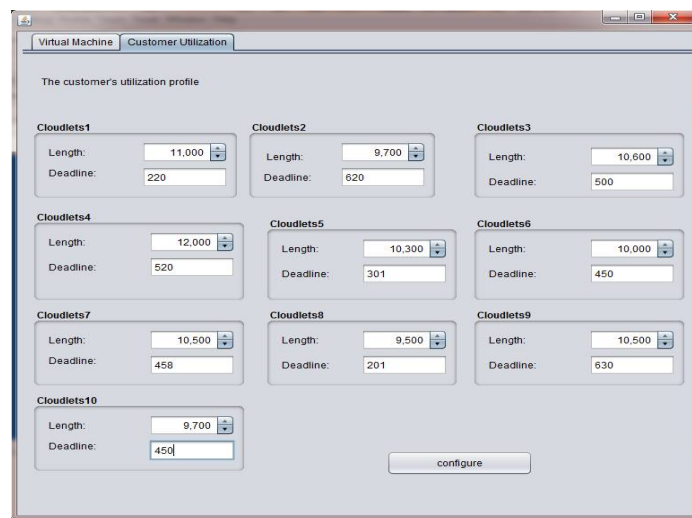 Virtual Machine Customer Utilization
The customer's utilization profile
Cloudlets1
Length: 11,000
Deadline: 220
Cloudlets2
Length: 9,700
Deadline: 620
Cloudlets3
Length: 10,600
Deadline: 500
Cloudlets4
Length: 12,000
Deadline: 520
Cloudlets5
Length: 10,300
Deadline: 301
Cloudlets6
Length: 10,000
Deadline: 450
Cloudlets7
Length: 10,500
Deadline: 458
Cloudlets8
Length: 9,500
Deadline: 201
Cloudlets9
Length: 10,500
Deadline: 630
Cloudlets10
Length: 9,700
Deadline: 450
configure